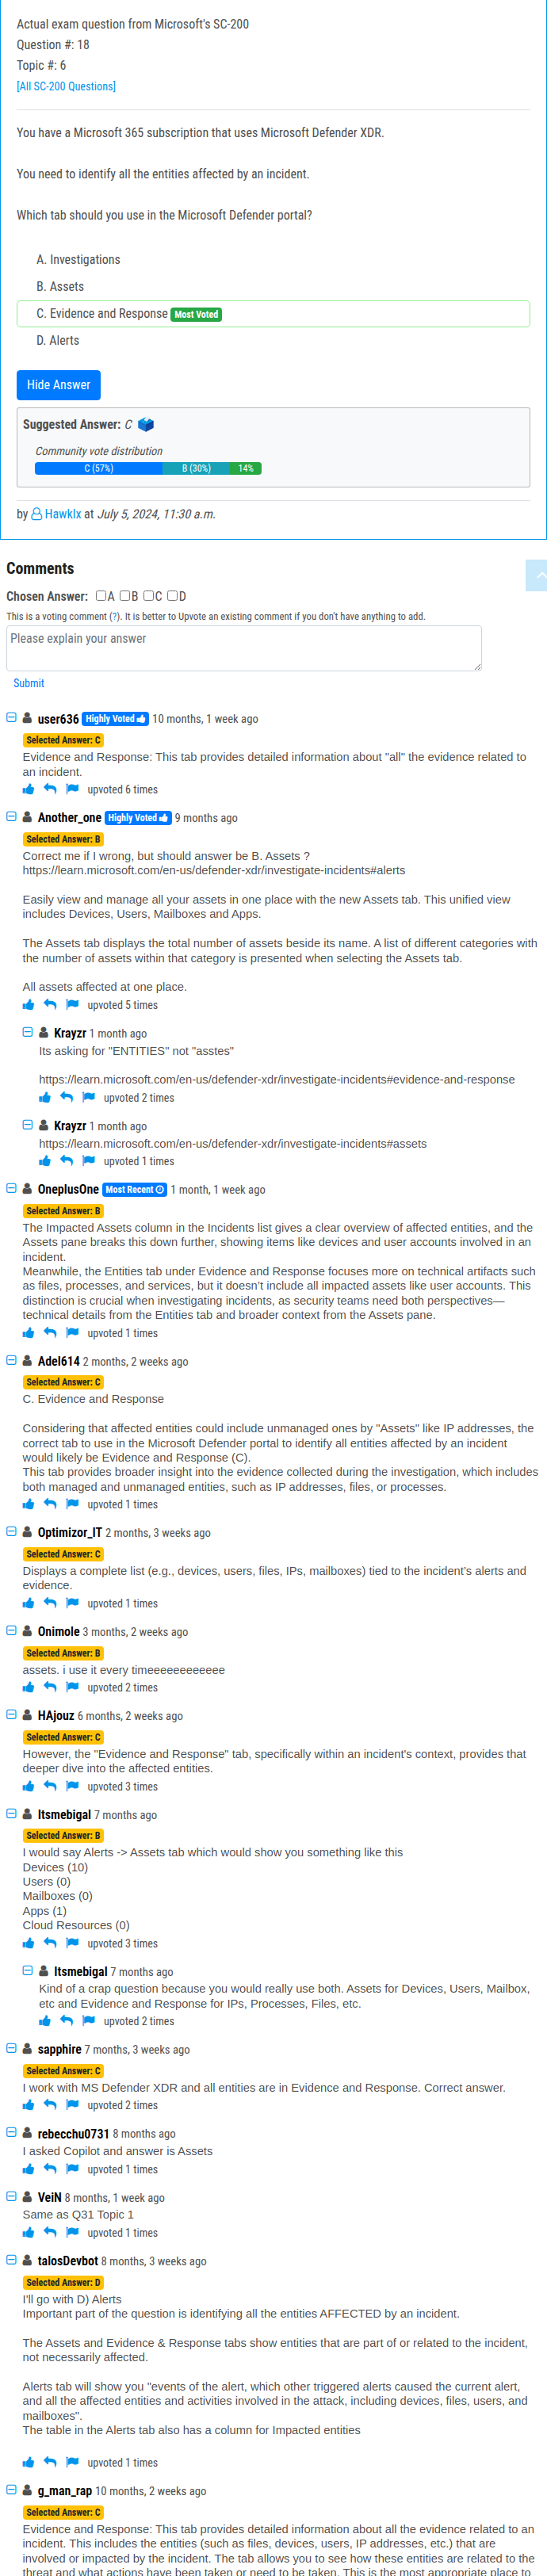 Actual exam question from Microsoft's SC-200
Question #: 18
Topic #: 6
[All SC-200 Questions]
You have a Microsoft 365 subscription that uses Microsoft Defender XDR.
You need to identify all the entities affected by an incident.
Which tab should you use in the Microsoft Defender portal?
A. Investigations
B. Assets
C. Evidence and Response Most Voted
D. Alerts
Hide Answer
Suggested Answer: C
Community vote distribution
C (57%) B (30%) 14%
by Hawklx at July 5, 2024, 11:30 a.m.
Comments
Chosen Answer: A B C D
This is a voting comment (?). It is better to Upvote an existing comment if you don't have anything to add.
Please explain your answer
Submit
user636 Highly Voted 10 months, 1 week ago
Selected Answer: C
Evidence and Response: This tab provides detailed information about "all" the evidence related to
an incident.
upvoted 6 times
Another_one Highly Voted 9 months ago
Selected Answer: B
Correct me if I wrong, but should answer be B. Assets ?
https://learn.microsoft.com/en-us/defender-xdr/investigate-incidents#alerts
Easily view and manage all your assets in one place with the new Assets tab. This unified view
includes Devices, Users, Mailboxes and Apps.
The Assets tab displays the total number of assets beside its name. A list of different categories with
the number of assets within that category is presented when selecting the Assets tab.
All assets affected at one place.
upvoted 5 times
Krayzr 1 month ago
Its asking for "ENTITIES" not "asstes"
https://learn.microsoft.com/en-us/defender-xdr/investigate-incidents#evidence-and-response
upvoted 2 times
Krayzr 1 month ago
https://learn.microsoft.com/en-us/defender-xdr/investigate-incidents#assets
upvoted 1 times
OneplusOne Most Recent 1 month, 1 week ago
Selected Answer: B
The Impacted Assets column in the Incidents list gives a clear overview of affected entities, and the
Assets pane breaks this down further, showing items like devices and user accounts involved in an
incident.
Meanwhile, the Entities tab under Evidence and Response focuses more on technical artifacts such
as files, processes, and services, but it doesn't include all impacted assets like user accounts. This
distinction is crucial when investigating incidents, as security teams need both perspectives—
technical details from the Entities tab and broader context from the Assets pane.
upvoted 1 times
Adel614 2 months, 2 weeks ago
Selected Answer: C
C. Evidence and Response
Considering that affected entities could include unmanaged ones by "Assets" like IP addresses, the
correct tab to use in the Microsoft Defender portal to identify all entities affected by an incident
would likely be Evidence and Response (C).
This tab provides broader insight into the evidence collected during the investigation, which includes
both managed and unmanaged entities, such as IP addresses, files, or processes.
upvoted 1 times
Optimizor_IT 2 months, 3 weeks ago
Selected Answer: C
Displays a complete list (e.g., devices, users, files, IPs, mailboxes) tied to the incident's alerts and
evidence.
upvoted 1 times
Onimole 3 months, 2 weeks ago
Selected Answer: B
assets. i use it every timeeeeeeeeeeee
upvoted 2 times
HAjouz 6 months, 2 weeks ago
Selected Answer: C
However, the "Evidence and Response" tab, specifically within an incident's context, provides that
deeper dive into the affected entities.
upvoted 3 times
Itsmebigal 7 months ago
Selected Answer: B
I would say Alerts -> Assets tab which would show you something like this
Devices (10)
Users (0)
Mailboxes (0)
Apps (1)
Cloud Resources (0)
upvoted 3 times
Itsmebigal 7 months ago
Kind of a crap question because you would really use both. Assets for Devices, Users, Mailbox,
etc and Evidence and Response for IPs, Processes, Files, etc.
upvoted 2 times
sapphire 7 months, 3 weeks ago
Selected Answer: C
I work with MS Defender XDR and all entities are in Evidence and Response. Correct answer.
upvoted 2 times
rebecchu0731 8 months ago
I asked Copilot and answer is Assets
upvoted 1 times
VeiN 8 months, 1 week ago
Same as Q31 Topic 1
upvoted 1 times
talosDevbot 8 months, 3 weeks ago
Selected Answer: D
I'll go with D) Alerts
Important part of the question is identifying all the entities AFFECTED by an incident.
The Assets and Evidence & Response tabs show entities that are part of or related to the incident,
not necessarily affected.
Alerts tab will show you "events of the alert, which other triggered alerts caused the current alert,
and all the affected entities and activities involved in the attack, including devices, files, users, and
mailboxes".
The table in the Alerts tab also has a column for Impacted entities
upvoted 1 times
g_man_rap 10 months, 2 weeks ago
Selected Answer: C
Evidence and Response: This tab provides detailed information about all the evidence related to an
incident. This includes the entities (such as files, devices, users, IP addresses, etc.) that are
involved or impacted by the incident. The tab allows you to see how these entities are related to the
threat and what actions have been taken or need to be taken. This is the most appropriate place to